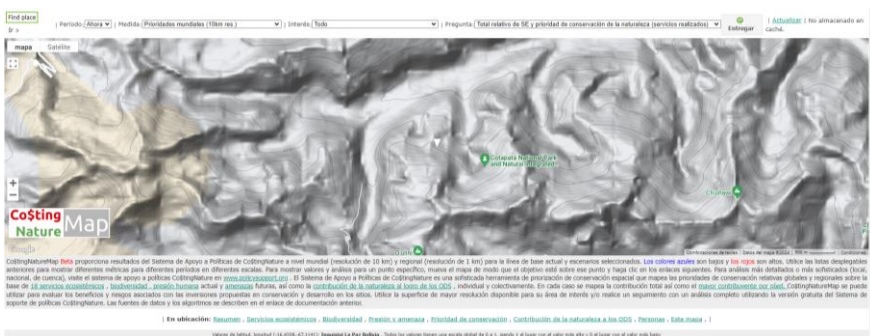 Find place
Ir »
| Período: Ahora | Medida: Prioridades mundiales (10km res.) | Interés: Todo | Pregunta: Total relativo de SE y prioridad de conservación de la naturaleza (servicios realizados) Entregar | Actualizar | No almacenado en caché.
mapa Satélite
Cotapata National Park
Co$ting
Nature Map
Google
Co$tingNatureMap Beta proporciona resultados del Sistema de Apoyo a Políticas de Co$tingNature a nivel mundial (resolución de 10 km) y regional (resolución de 1 km) para la línea de base actual y escenarios seleccionados. Los colores azules son bajos y los rojos son altos. Utilice las listas desplegables
anteriores para mostrar diferentes métricas para diferentes períodos en diferentes escalas. Para mostrar valores y análisis para un punto específico, mueva el mapa de modo que el objetivo esté sobre ese punto y haga clic en los enlaces siguientes. Para análisis más detallados o más sofisticados (local,
nacional, de cuenca), visite el sistema de apoyo a políticas Co$tingNature en www.policysupport.org . El Sistema de Apoyo a Políticas de Co$tingNature es una sofisticada herramienta de priorización de conservación espacial que mapea las prioridades de conservación relativas globales y regionales sobre la
base de 18 servicios ecosistémicos , biodiversidad , presión humana actual y amenazas futuras, así como la contribución de la naturaleza al logro de los ODS , individual y colectivamente. En cada caso se mapea la contribución total así como el mayor contribuyente por píxel. Co$tingNatureMap se puede
utilizar para evaluar los beneficios y riesgos asociados con las inversiones propuestas en conservación y desarrollo en los sitios. Utilice la superficie de mayor resolución disponible para su área de interés y/o realice un seguimiento con un análisis completo utilizando la versión gratuita del Sistema de
soporte de políticas Co$tingNature. Las fuentes de datos y los algoritmos se describen en el enlace de documentación anterior.
| En ubicación: Resumen , Servicios ecosistémicos , Biodiversidad , Presión y amenaza , Prioridad de conservación , Contribución de la naturaleza a los ODS , Personas , Este mapa . |